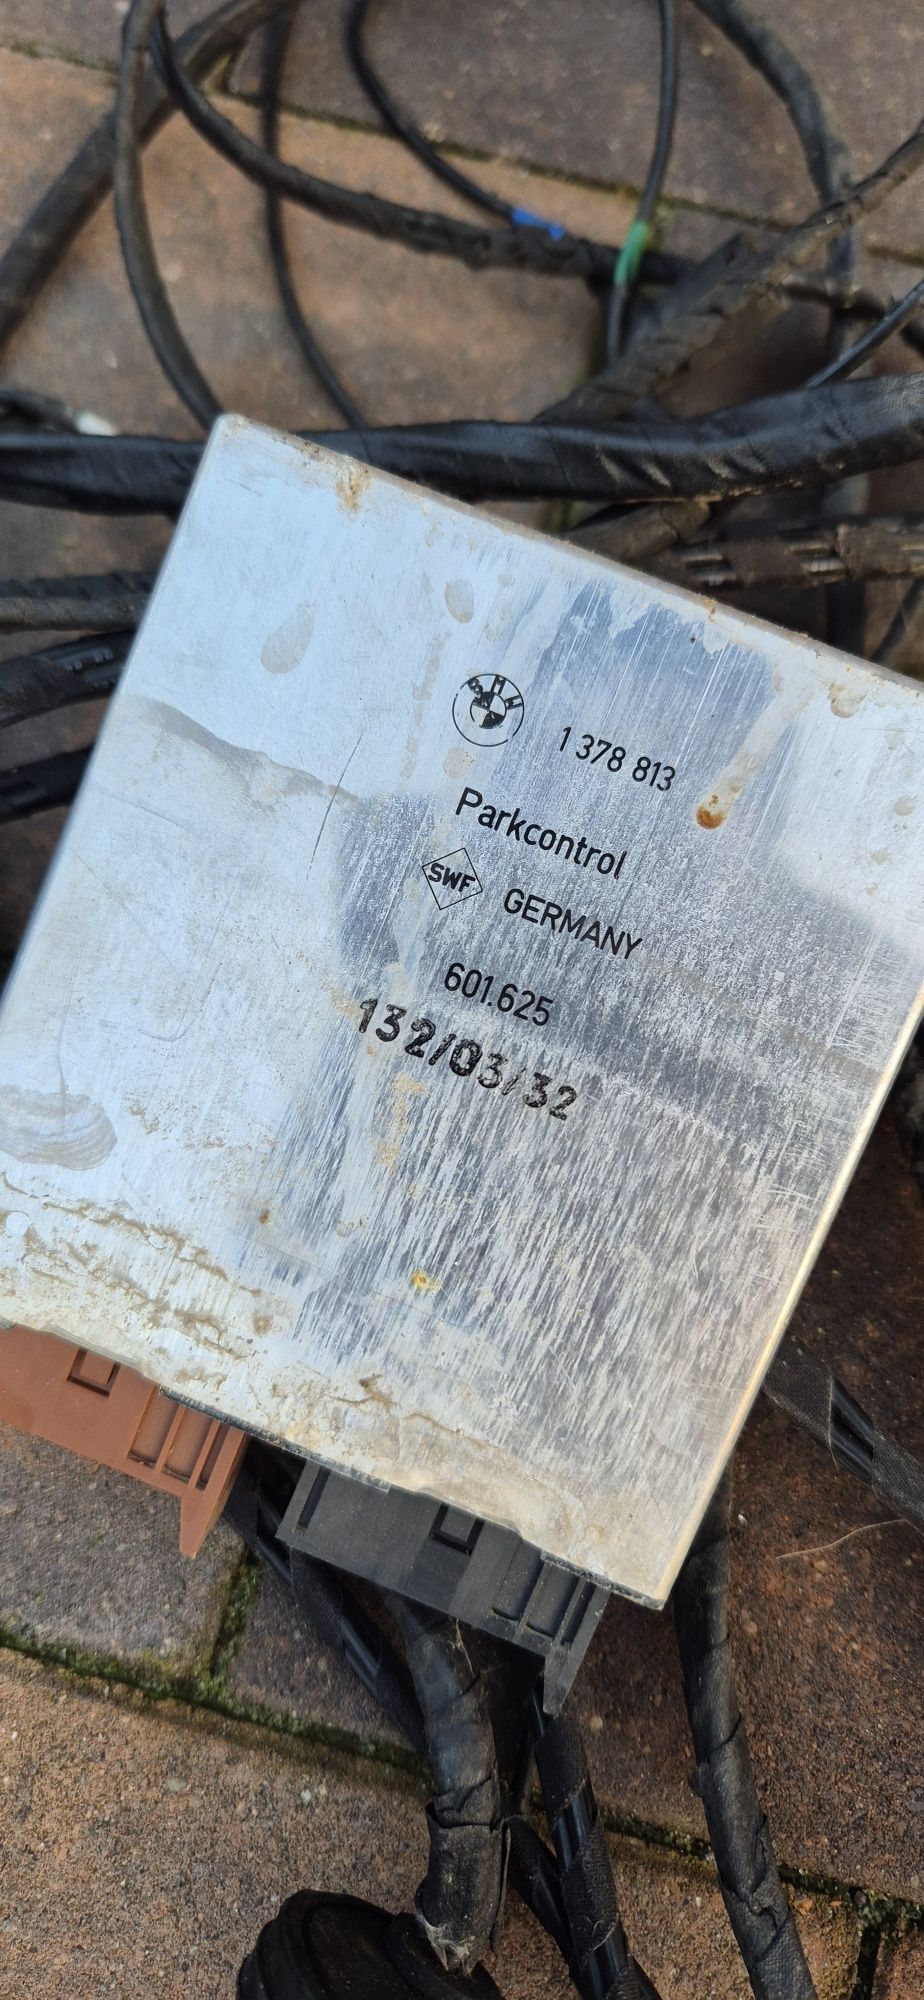 BMW
1 378 813
Parkcontrol
SWF GERMANY
601.625
132/03/32